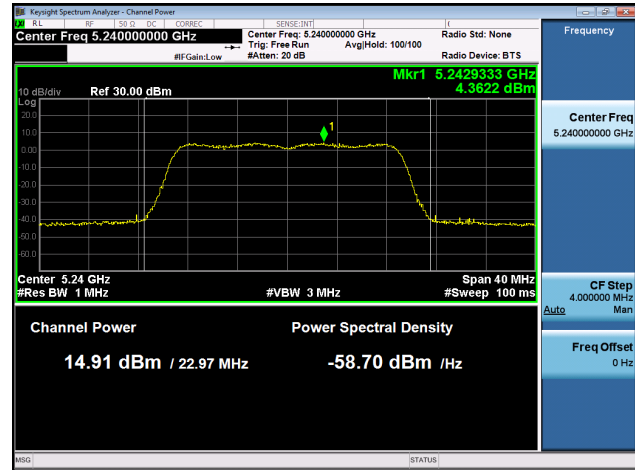 Keysight Spectrum Analyzer - Channel Power
RL RF 50 Ω DC CORREC SENSE:INT
Center Freq 5.240000000 GHz
#IFGain:Low
Center Freq: 5.240000000 GHz
Trig: Free Run Avg|Hold: 100/100
#Atten: 20 dB
Radio Std: None
Radio Device: BTS
Mkr1 5.2429333 GHz
4.3622 dBm
10 dB/div Ref 30.00 dBm
Log
20.0
10.0
0.00
-10.0
-20.0
-30.0
-40.0
-50.0
-60.0
1
Center 5.24 GHz Span 40 MHz
#Res BW 1 MHz #VBW 3 MHz #Sweep 100 ms
Channel Power
14.91 dBm / 22.97 MHz
Power Spectral Density
-58.70 dBm /Hz
MSG STATUS
Frequency
Center Freq
5.240000000 GHz
CF Step
4.000000 MHz
Auto Man
Freq Offset
0 Hz